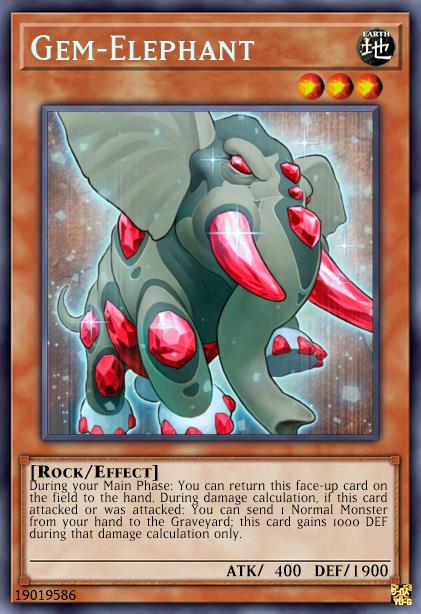 Gem-Elephant
EARTH
地
[Rock/Effect]
During your Main Phase: You can return this face-up card on
the field to the hand. During damage calculation, if this card
attacked or was attacked: You can send 1 Normal Monster
from your hand to the Graveyard; this card gains 1000 DEF
during that damage calculation only.
ATK/ 400 DEF/1900
19019586